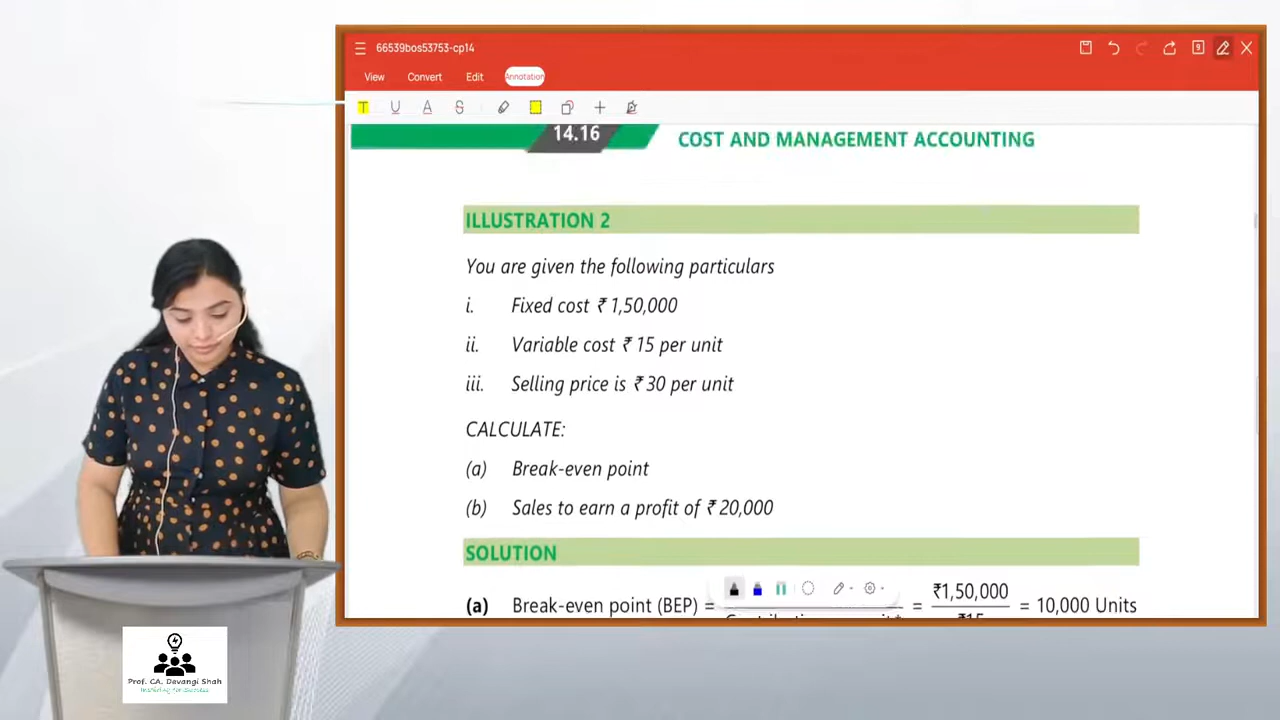 66539bos53753-cp14
View Convert Edit Annotation
T U A S
14.16 COST AND MANAGEMENT ACCOUNTING
ILLUSTRATION 2
You are given the following particulars
i. Fixed cost ₹ 1,50,000
ii. Variable cost ₹ 15 per unit
iii. Selling price is ₹ 30 per unit
CALCULATE:
(a) Break-even point
(b) Sales to earn a profit of ₹ 20,000
SOLUTION
(a) Break-even point (BEP) = = ₹1,50,000 = 10,000 Units
₹15
Prof. CA. Devangi Shah